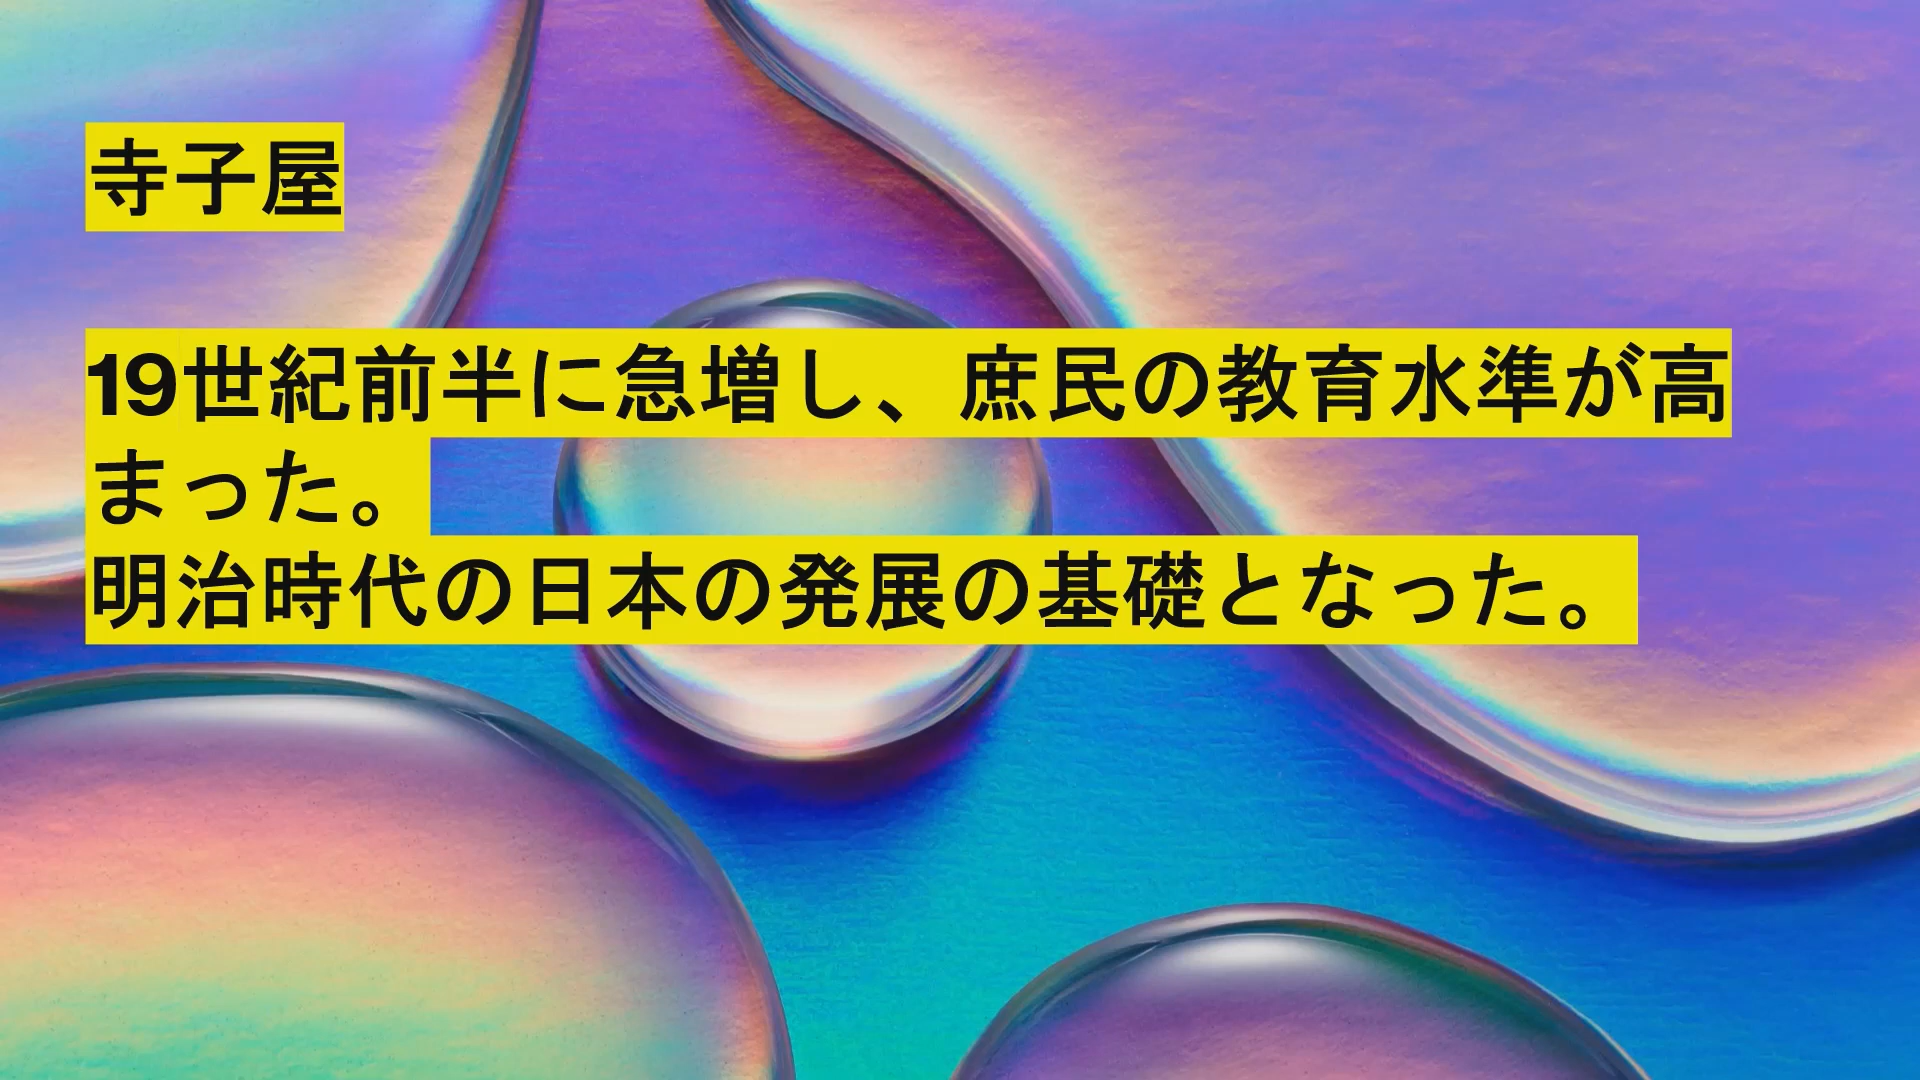 寺子屋
19世紀前半に急増し、庶民の教育水準が高
まった。
明治時代の日本の発展の基礎となった。